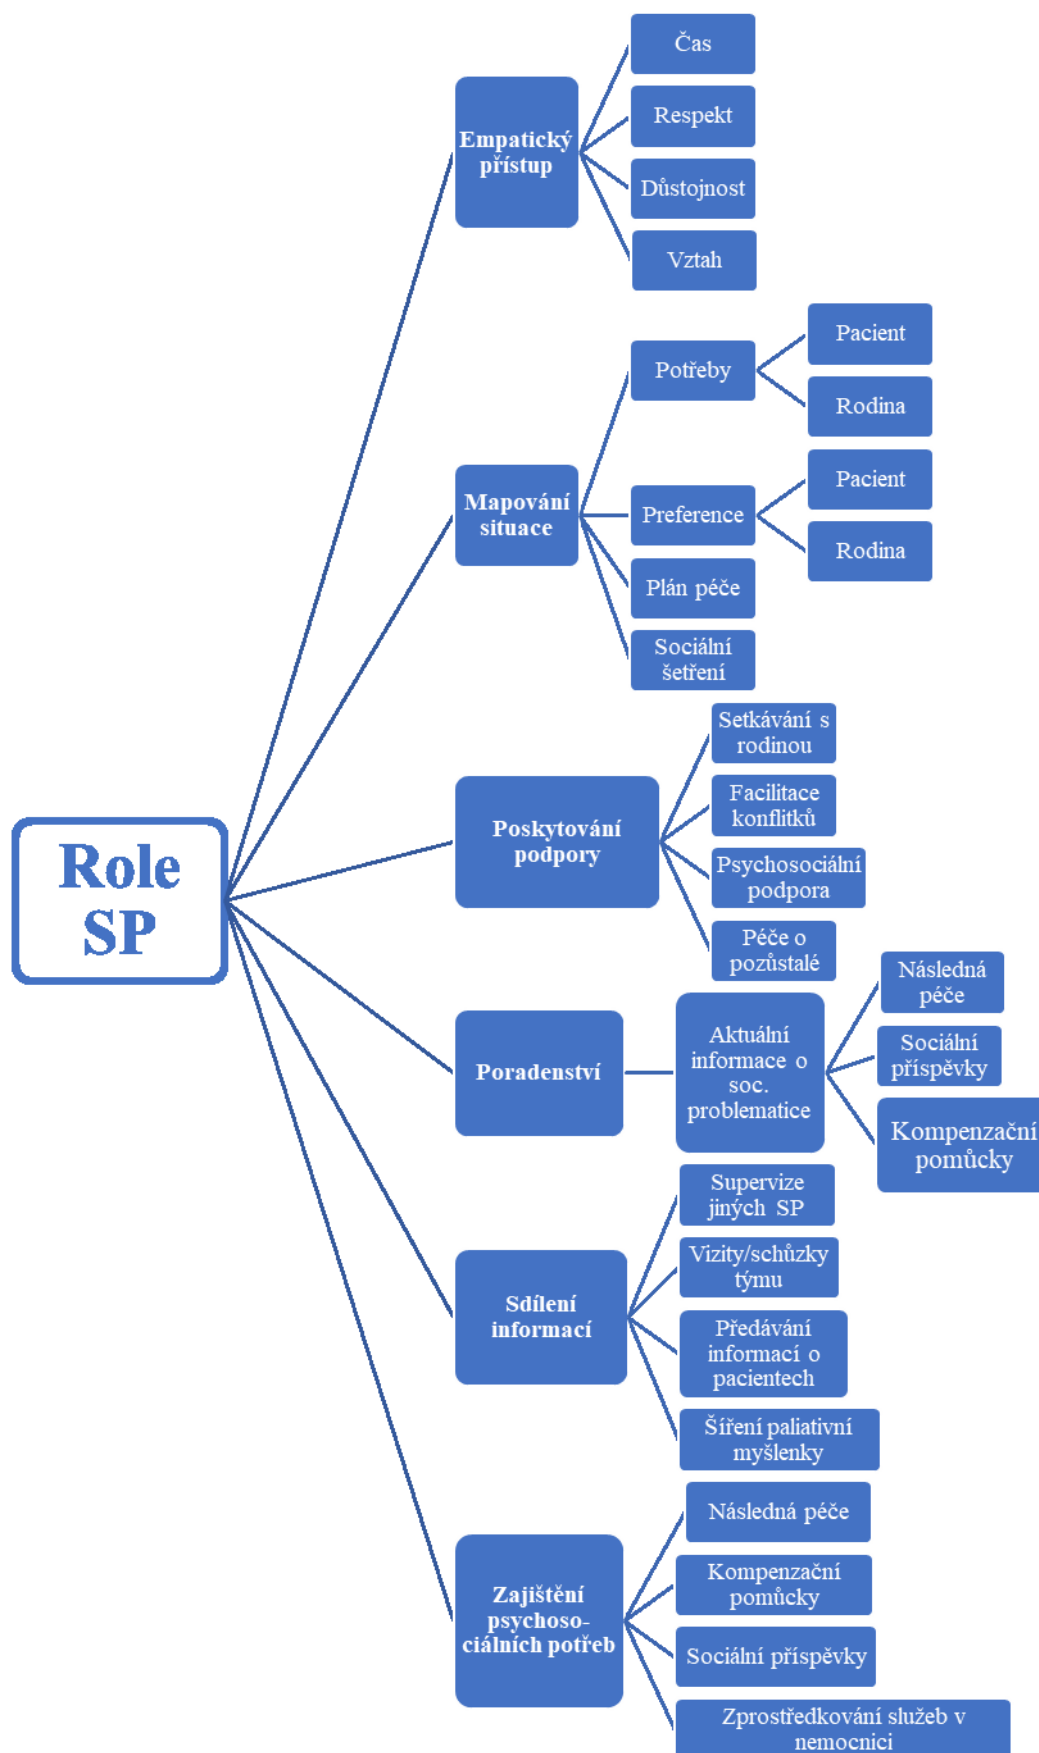 Role
SP
Empatický
přístup
Čas
Respekt
Důstojnost
Vztah
Mapování
situace
Potřeby
Pacient
Rodina
Preference
Pacient
Rodina
Plán péče
Sociální
šetření
Poskytování
podpory
Setkávání s
rodinou
Facilitace
konflitků
Psychosociální
podpora
Péče o
pozůstalé
Poradenství
Aktuální
informace o
soc.
problematice
Následná
péče
Sociální
příspěvky
Kompenzační
pomůcky
Sdílení
informací
Supervize
jiných SP
Vizity/schůzky
týmu
Předávání
informací o
pacientech
Šíření paliativní
myšlenky
Zajištění
psychoso-
ciálních potřeb
Následná péče
Kompenzační
pomůcky
Sociální příspěvky
Zprostředkování služeb v
nemocnici